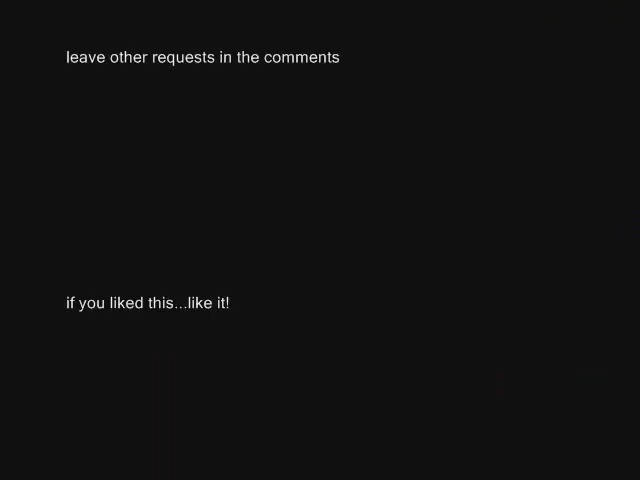 leave other requests in the comments
if you liked this...like it!